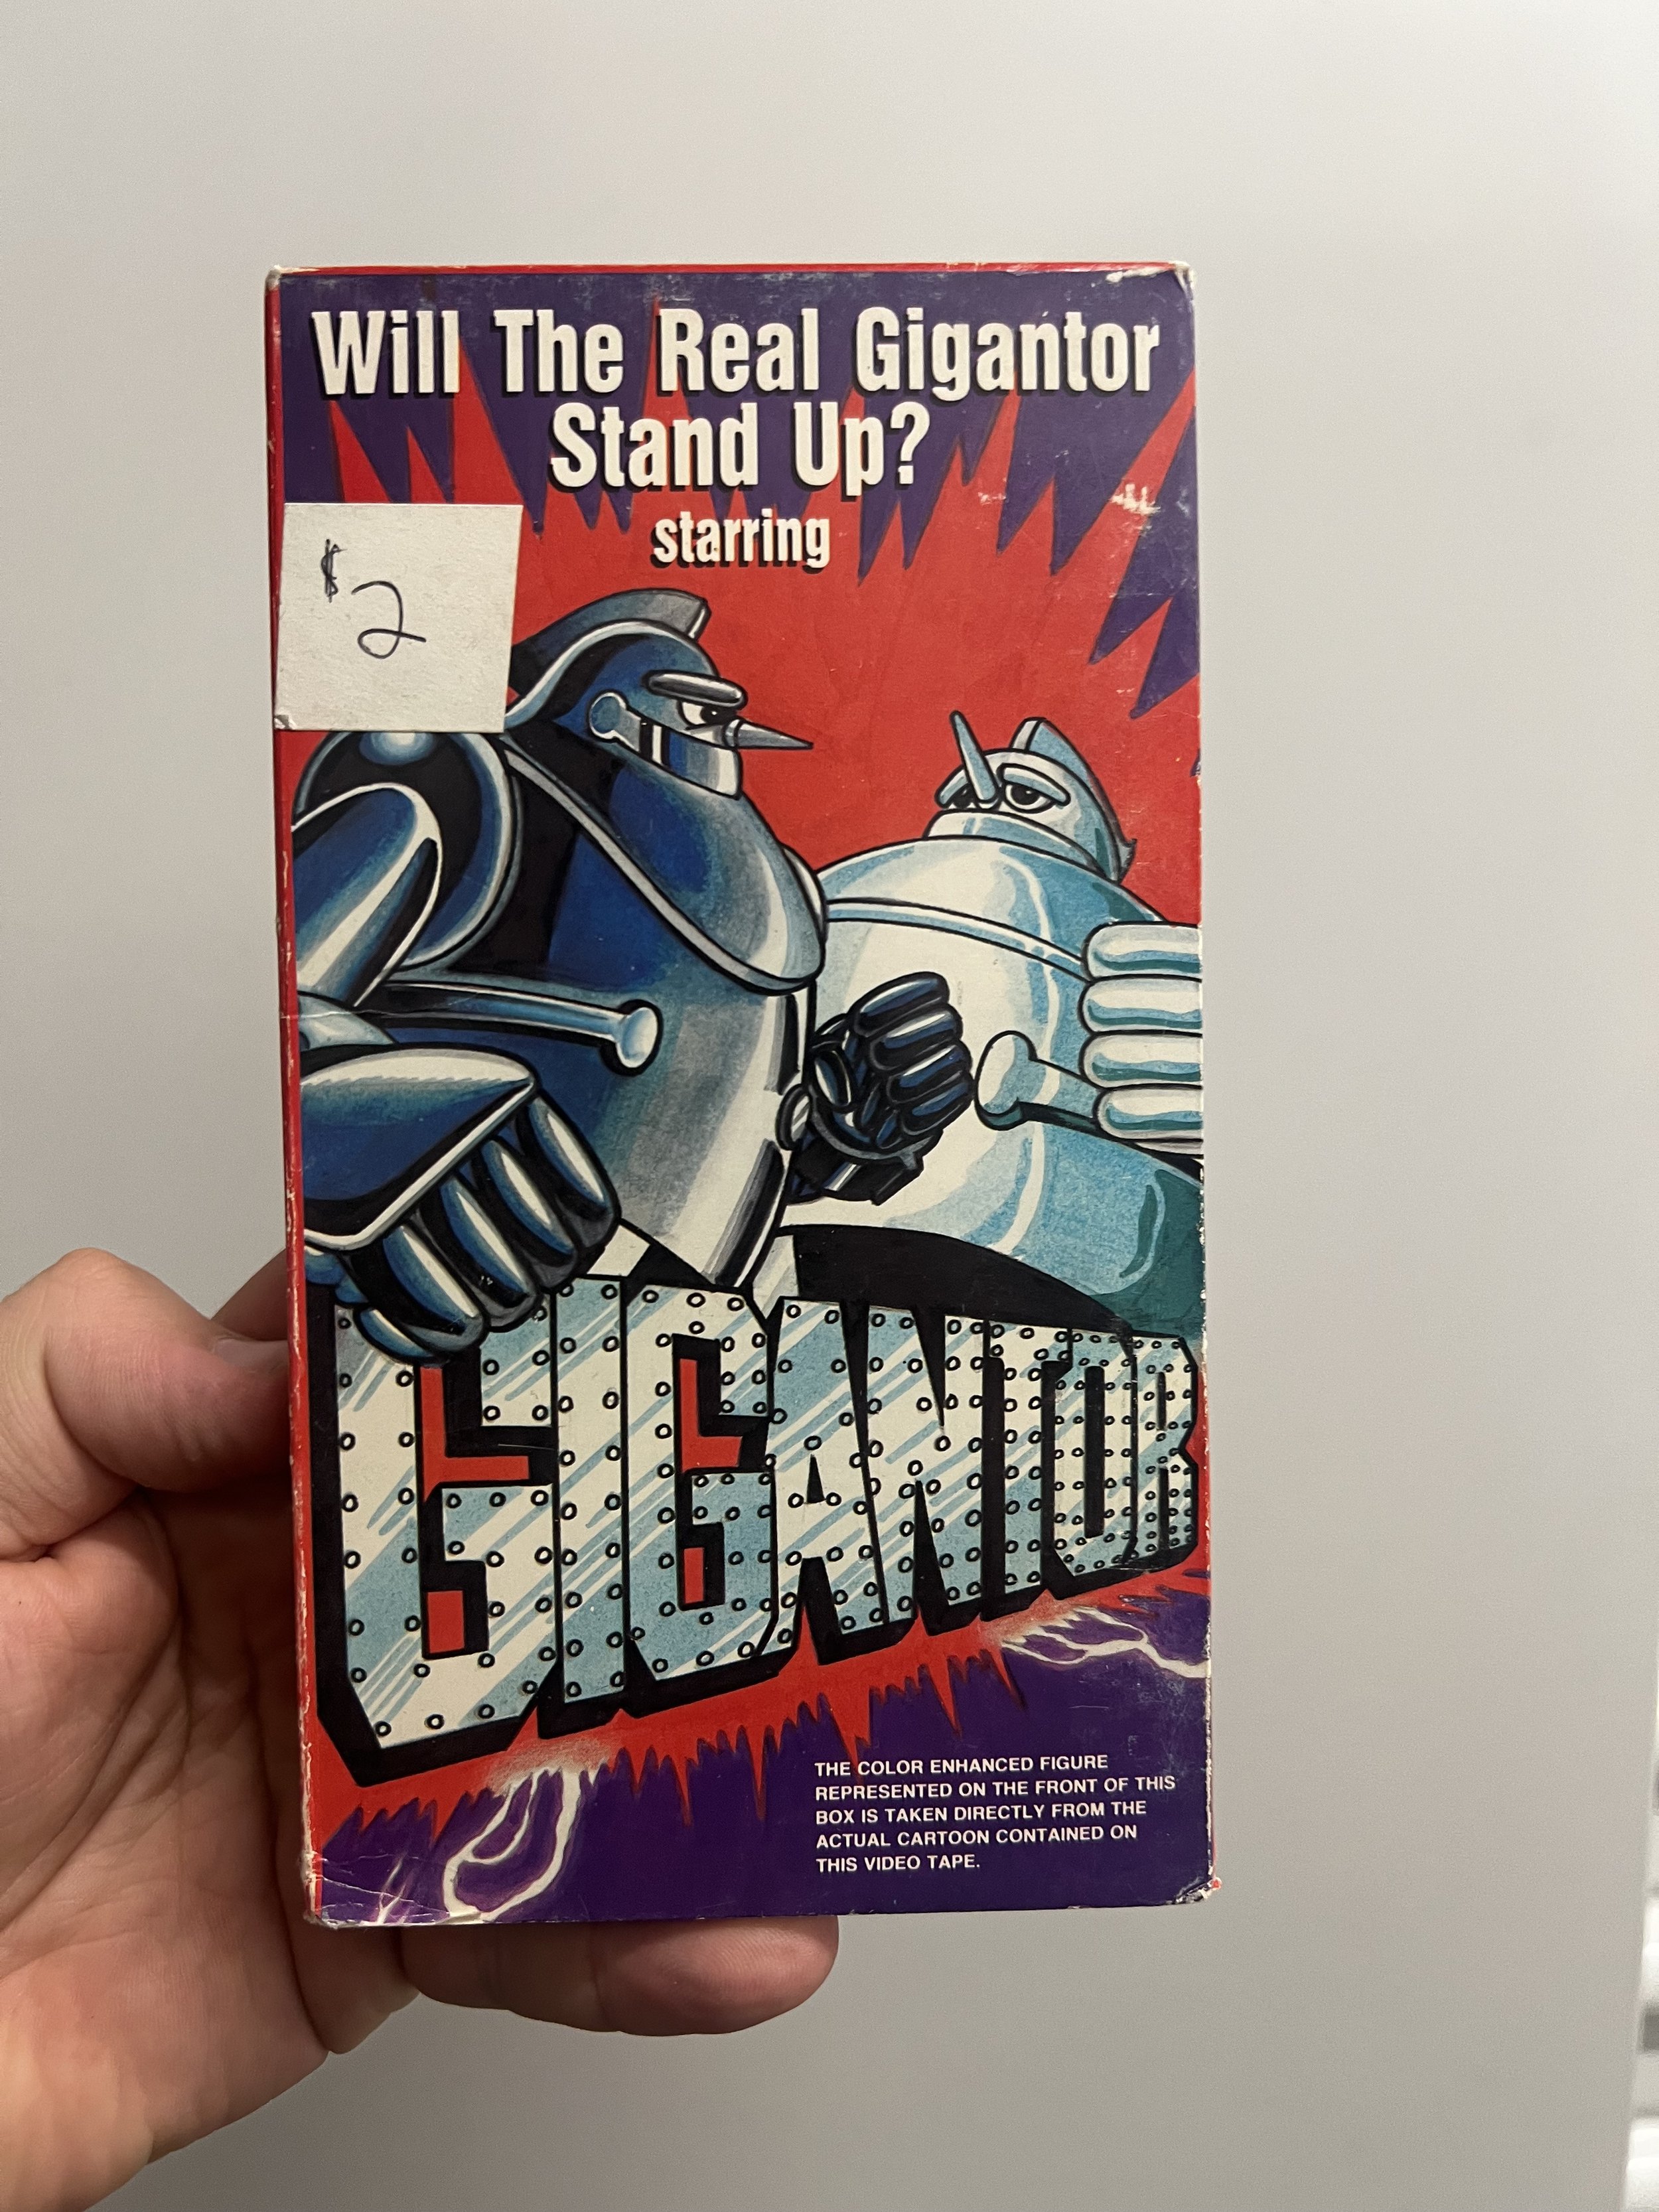 Will The Real Gigantor
Stand Up?
starring
$2
GIGANTOR
THE COLOR ENHANCED FIGURE
REPRESENTED ON THE FRONT OF THIS
BOX IS TAKEN DIRECTLY FROM THE
ACTUAL CARTOON CONTAINED ON
THIS VIDEO TAPE.